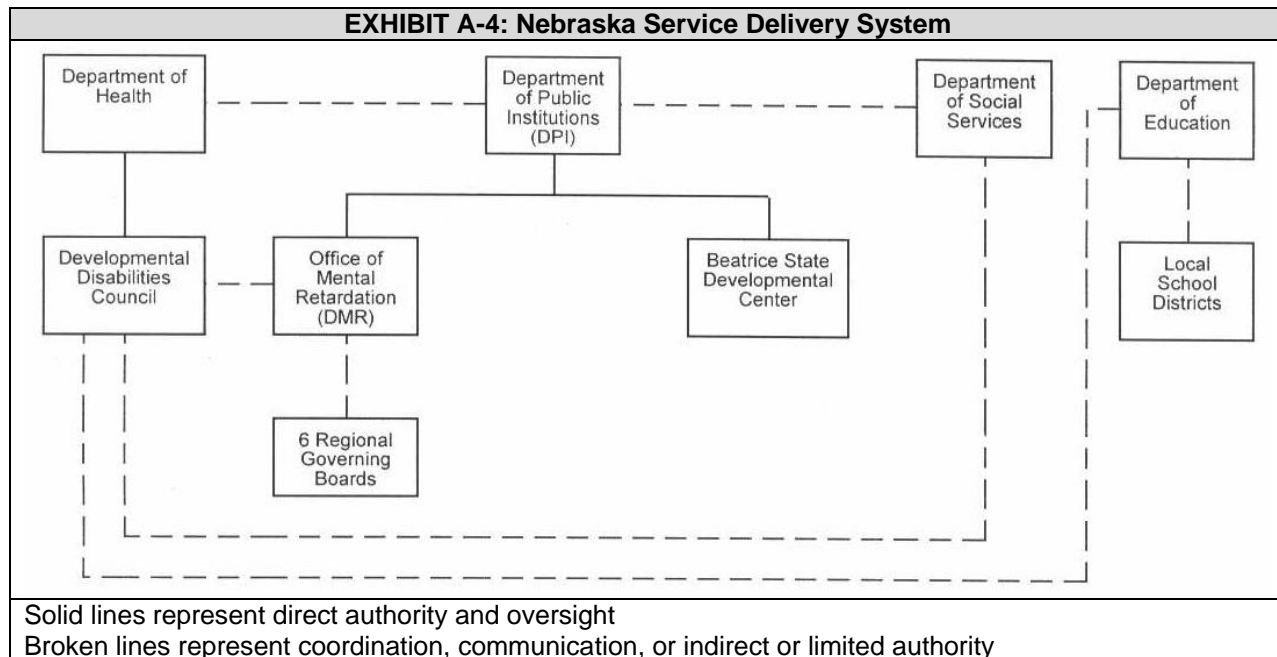 EXHIBIT A-4: Nebraska Service Delivery System
Department of
Health
Department
of Public
Institutions
(DPI)
Department
of Social
Services
Department
of
Education
Developmental
Disabilities
Council
Office of
Mental
Retardation
(DMR)
Beatrice State
Developmental
Center
Local
School
Districts
6 Regional
Governing
Boards
Solid lines represent direct authority and oversight
Broken lines represent coordination, communication, or indirect or limited authority